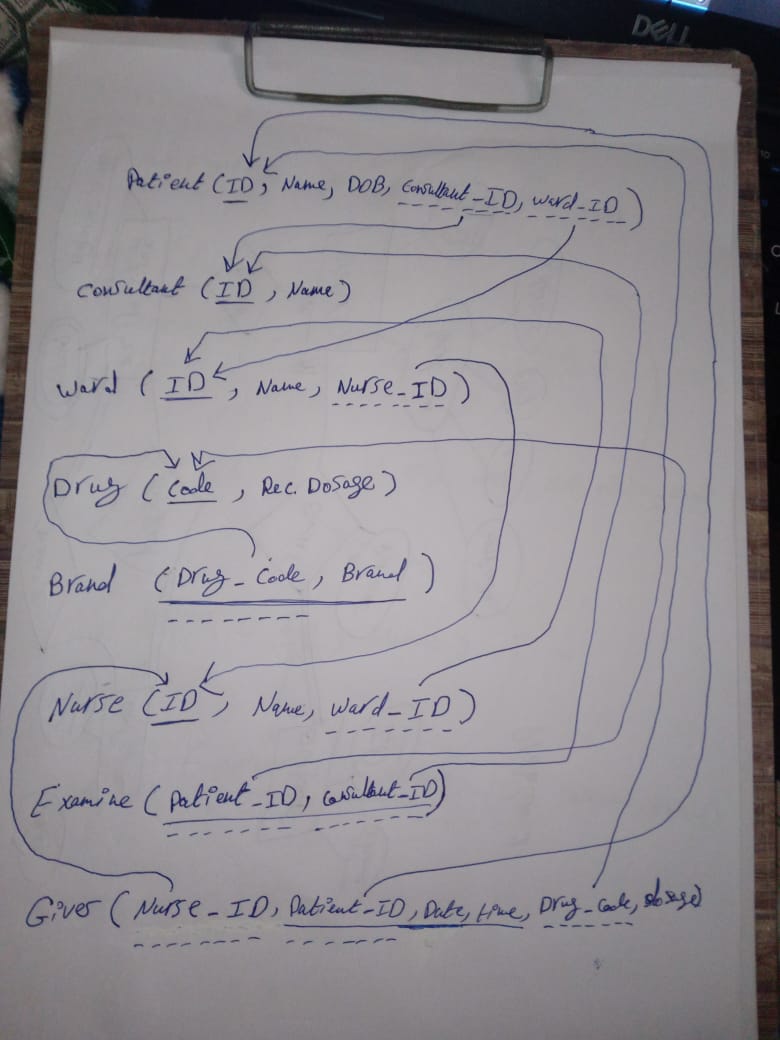 DELL
Patient (ID, Name, DOB, Consultant_ID, ward_ID)
Consultant (ID, Name)
Ward (ID, Name, Nurse_ID)
Drug (Code, Rec. Dosage)
Brand (Drug_Code, Brand)
Nurse (ID, Name, Ward_ID)
Examine (Patient_ID, Consultant_ID)
Gives (Nurse_ID, Patient_ID, Date, time, Drug_Code, dosage)